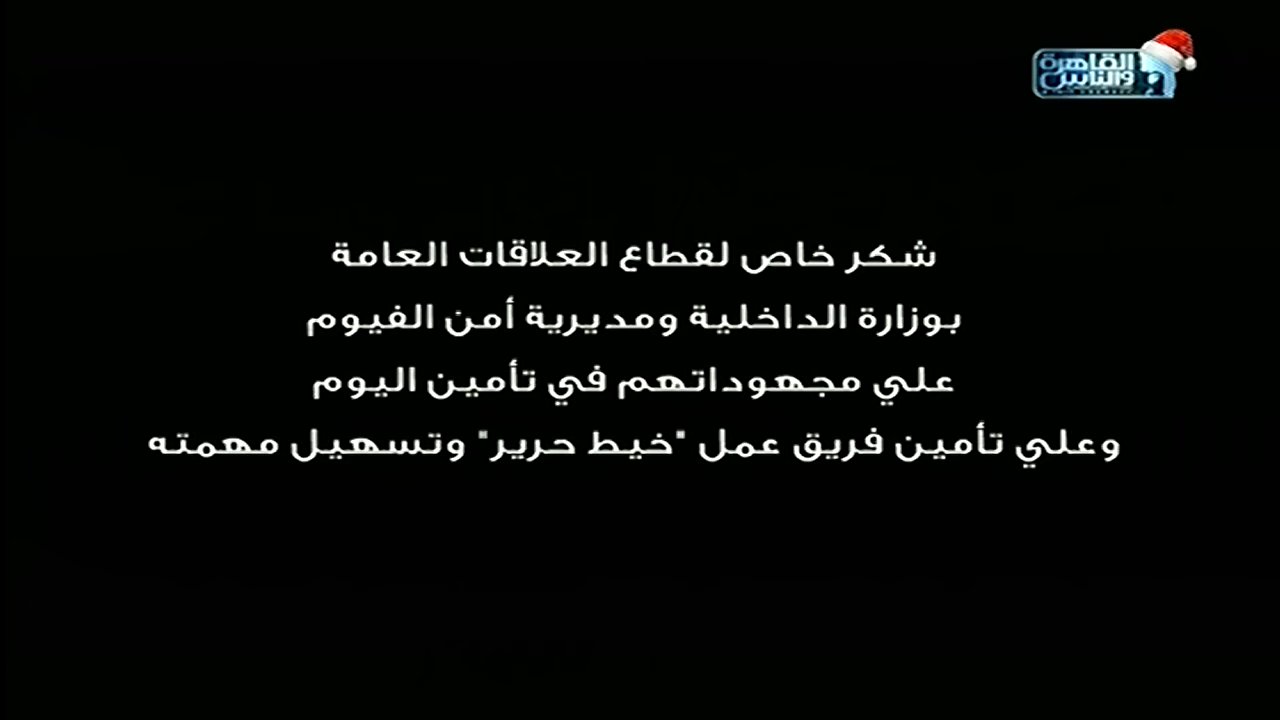 القاهرة
والناس
شكر خاص لقطاع العلاقات العامة
بوزارة الداخلية ومديرية أمن الفيوم
علي مجهوداتهم في تأمين اليوم
وعلي تأمين فريق عمل "خيط حرير" وتسهيل مهمته